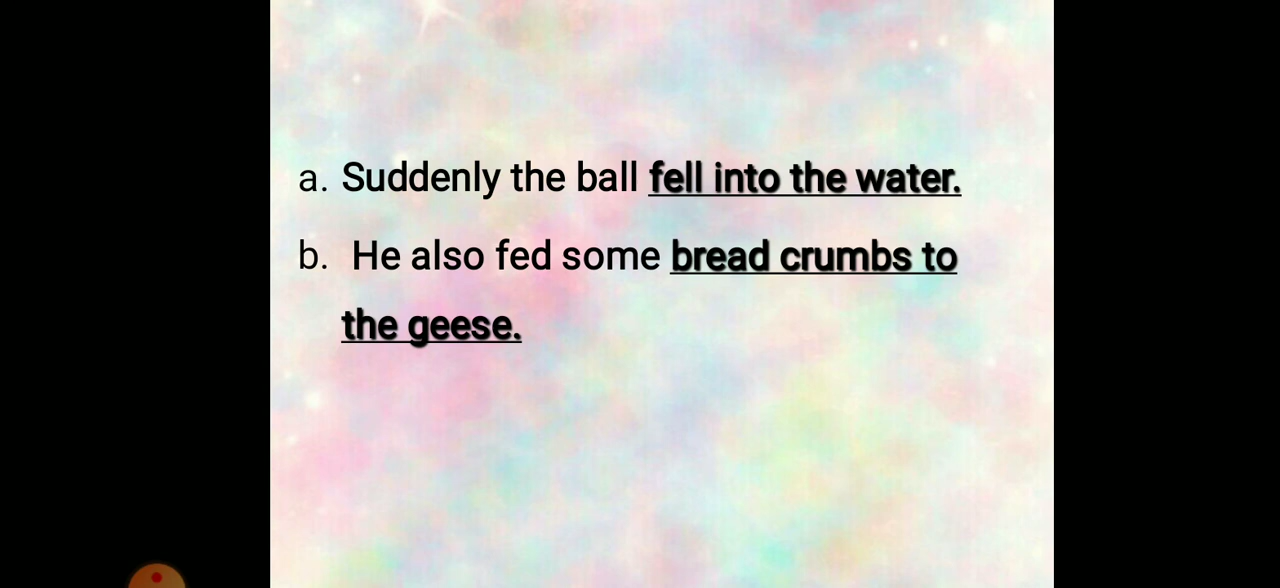 a. Suddenly the ball fell into the water.
b. He also fed some bread crumbs to
the geese.